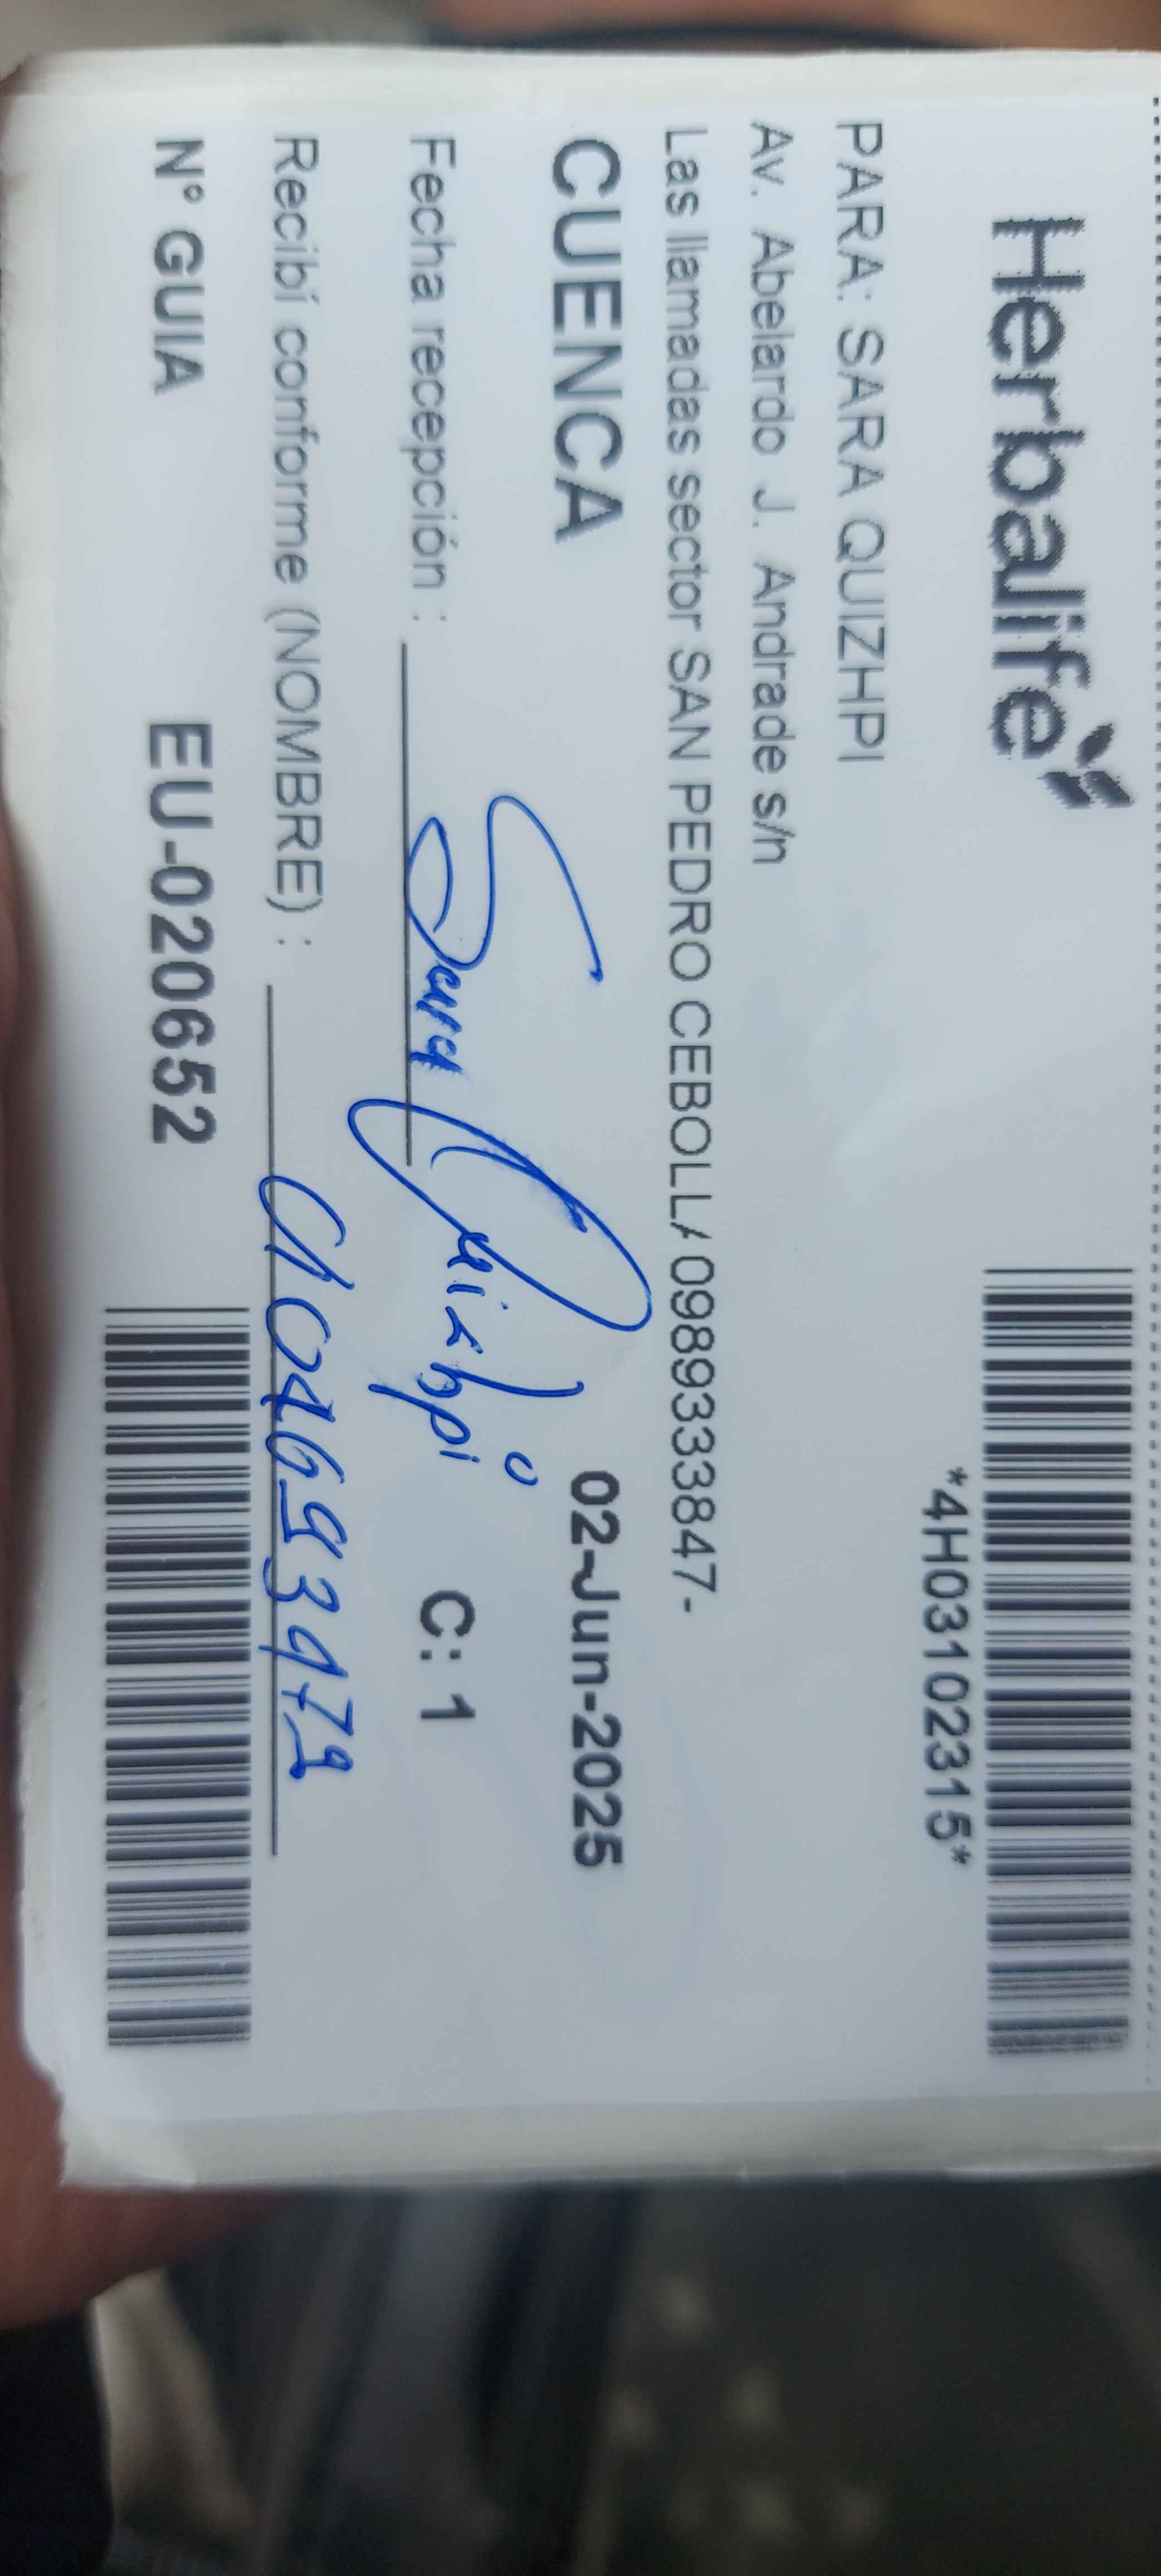 Herbalife
*4H03102315*
PARA: SARA QUIZHPI
Av. Abelardo J. Andrade s/n
Las llamadas sector SAN PEDRO CEBOLL/ 0989333847-
CUENCA
02-Jun-2025
Fecha recepción : Sara Quizhpi
C: 1
Recibí conforme (NOMBRE) :
N° GUIA EU-020652